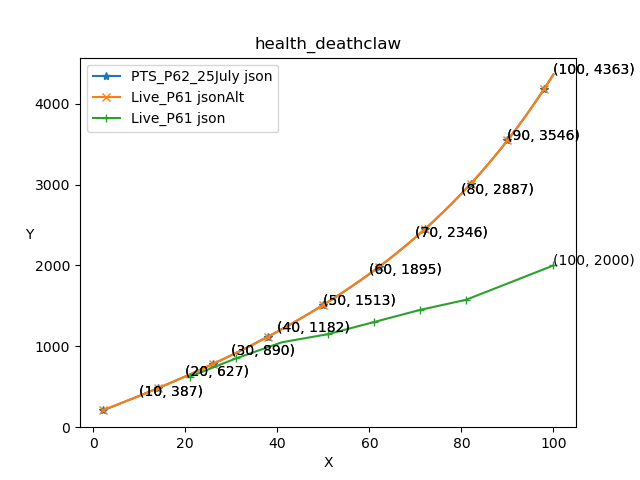 health_deathclaw
PTS_P62_25July json
Live_P61 jsonAlt
Live_P61 json
(100, 4363)
(90, 3546)
(80, 2887)
(70, 2346)
(60, 1895)
(100, 2000)
(50, 1513)
(40, 1182)
(30, 890)
(20, 627)
(10, 387)
4000
3000
2000
1000
0
Y
0 20 40 60 80 100
X